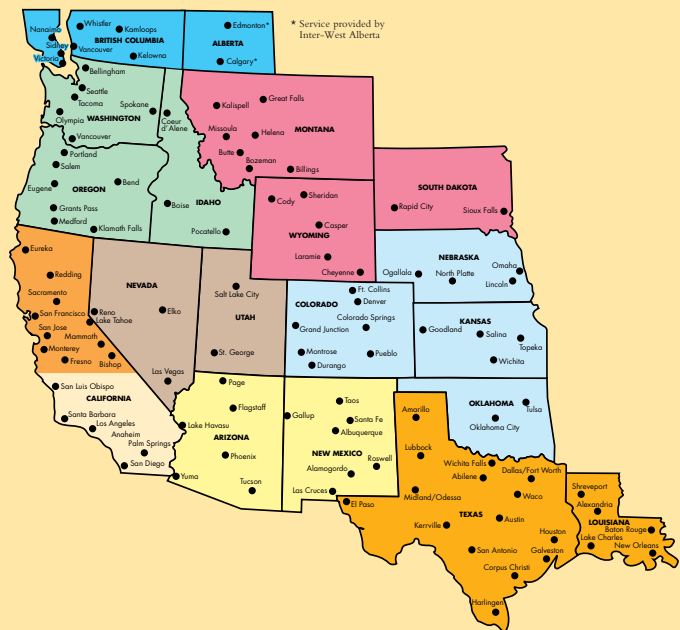 * Service provided by
Inter-West Alberta
Nanaimo
Sidney
Victoria
Whistler
Kamloops
BRITISH COLUMBIA
Vancouver
Kelowna
Edmonton*
ALBERTA
Calgary*
Bellingham
Seattle
Tacoma
Spokane
Olympia
WASHINGTON
Vancouver
Coeur
d'Alene
Portland
Salem
Eugene
Bend
OREGON
Grants Pass
Medford
Klamath Falls
Boise
IDAHO
Pocatello
Kalispell
Great Falls
Missoula
Helena
MONTANA
Butte
Bozeman
Billings
Cody
Sheridan
Casper
WYOMING
Laramie
Cheyenne
SOUTH DAKOTA
Rapid City
Sioux Falls
NEBRASKA
Ogallala
North Platte
Omaha
Lincoln
Eureka
Redding
Sacramento
San Francisco
San Jose
Monterey
Fresno
Mammoth
Bishop
Reno
Lake Tahoe
NEVADA
Elko
Las Vegas
Salt Lake City
UTAH
St. George
Ft. Collins
COLORADO
Denver
Colorado Springs
Grand Junction
Montrose
Pueblo
Durango
KANSAS
Goodland
Salina
Topeka
Wichita
San Luis Obispo
CALIFORNIA
Santa Barbara
Los Angeles
Anaheim
Palm Springs
San Diego
Page
Flagstaff
Lake Havasu
ARIZONA
Phoenix
Yuma
Tucson
Taos
Gallup
Santa Fe
Albuquerque
NEW MEXICO
Roswell
Alamogordo
Las Cruces
OKLAHOMA
Tulsa
Oklahoma City
Amarillo
Lubbock
Wichita Falls
Abilene
Dallas/Fort Worth
Midland/Odessa
Waco
El Paso
TEXAS
Kerrville
Austin
Houston
San Antonio
Galveston
Corpus Christi
Harlingen
Shreveport
Alexandria
LOUISIANA
Baton Rouge
Lake Charles
New Orleans